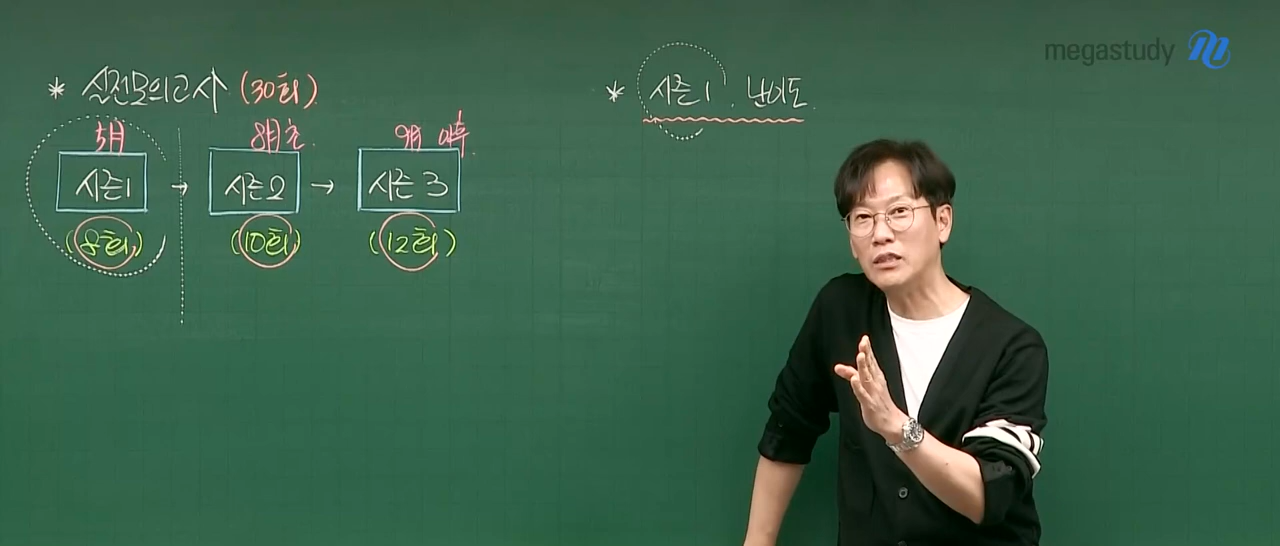 megastudy
* 실전모의고사 (30회)
5月 8月초. 9月 며칠.
시즌1 → 시즌2 → 시즌3
(8회) (10회) (12회)
* 시즌1. 난이도.